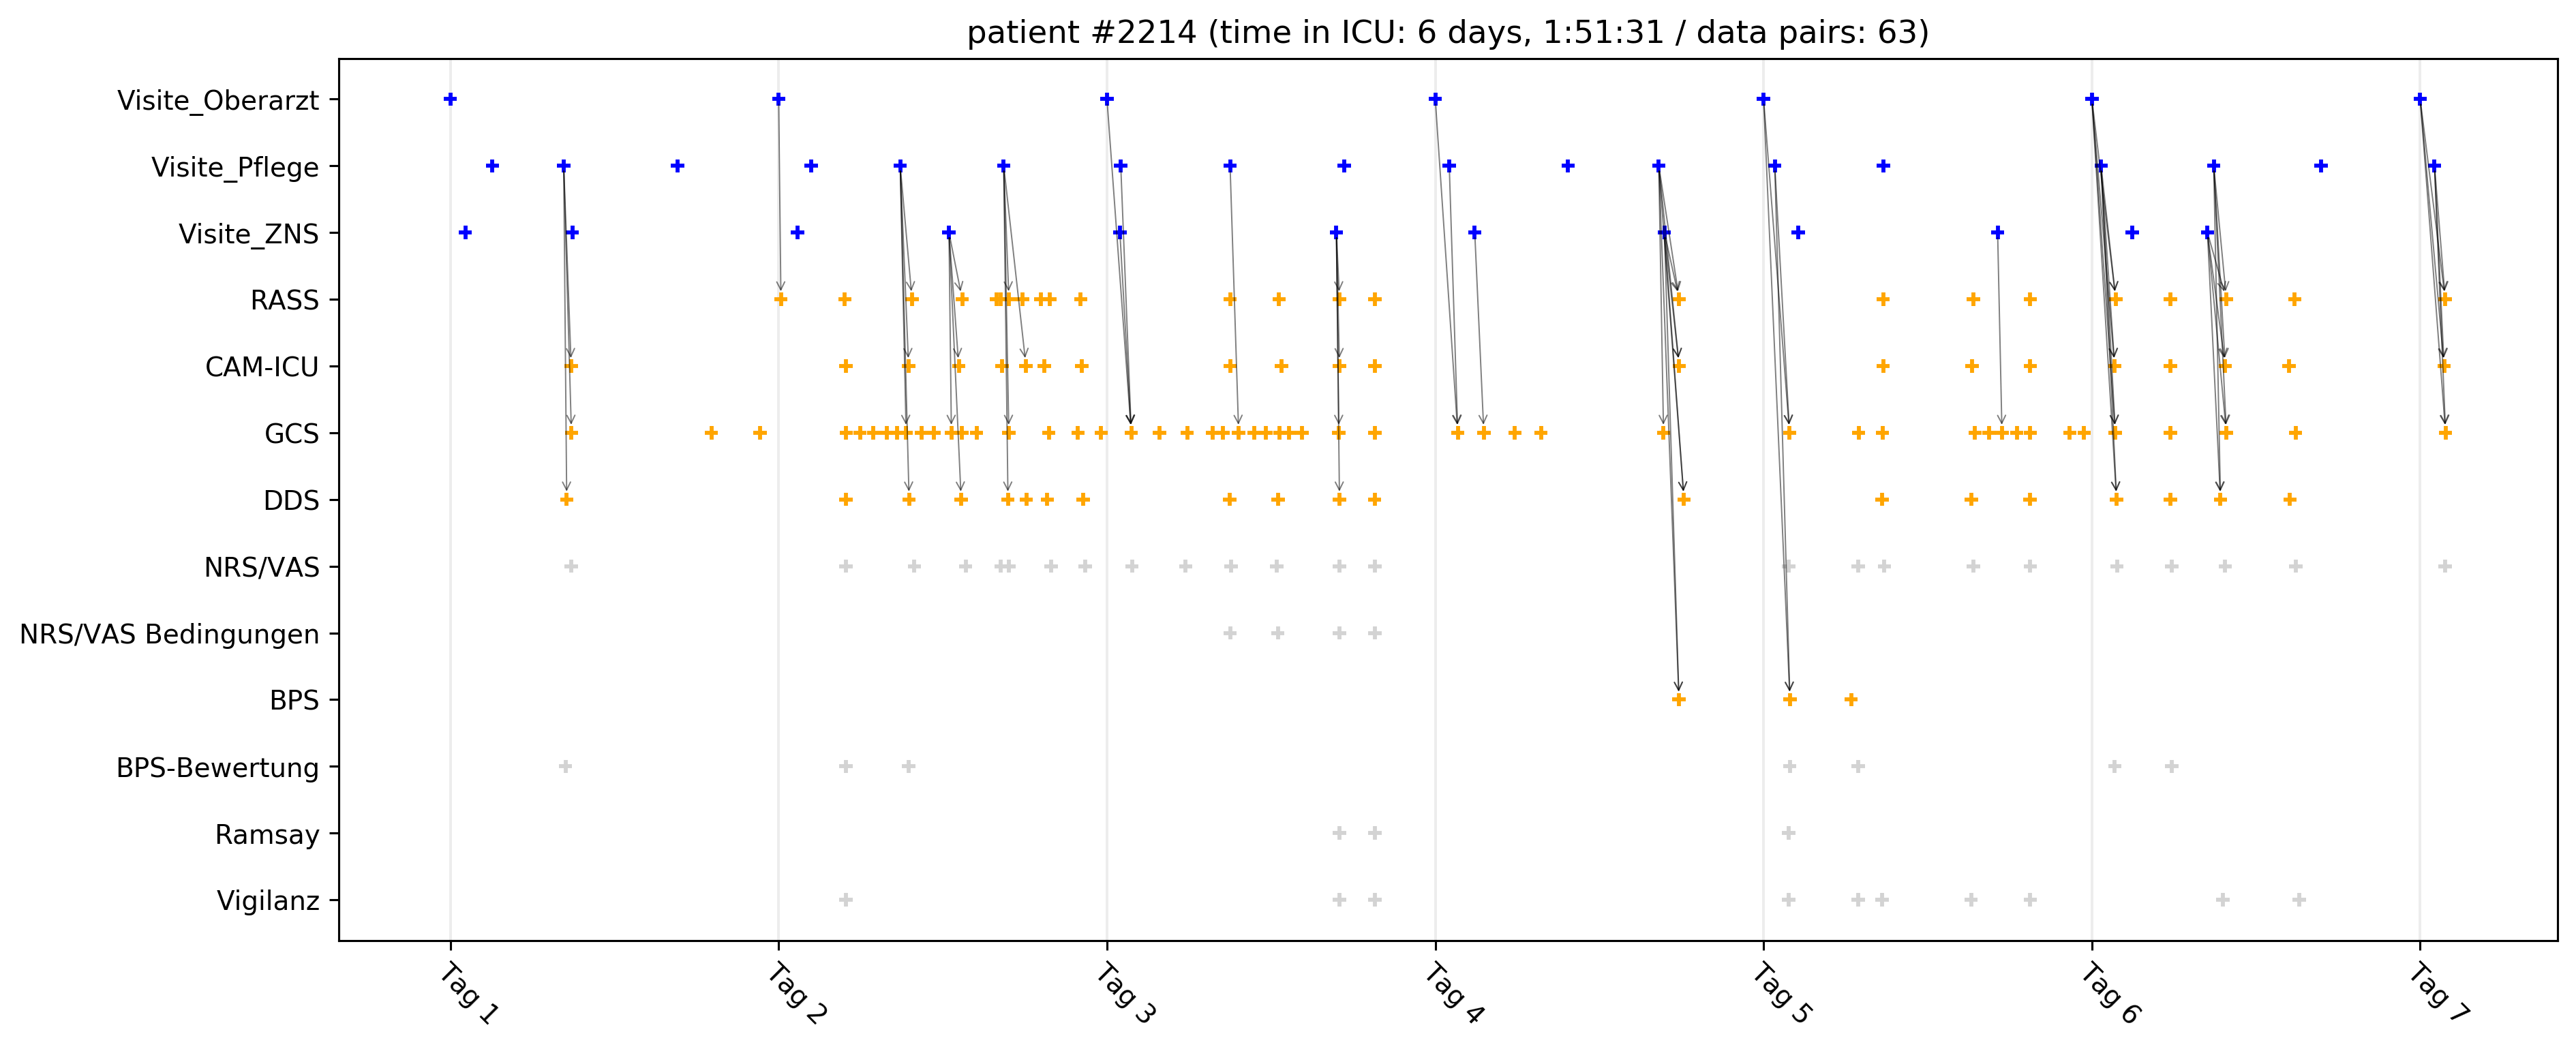 patient #2214 (time in ICU: 6 days, 1:51:31 / data pairs: 63)
Visite_Oberarzt
Visite_Pflege
Visite_ZNS
RASS
CAM-ICU
GCS
DDS
NRS/VAS
NRS/VAS Bedingungen
BPS
BPS-Bewertung
Ramsay
Vigilanz
Tag 1
Tag 2
Tag 3
Tag 4
Tag 5
Tag 6
Tag 7